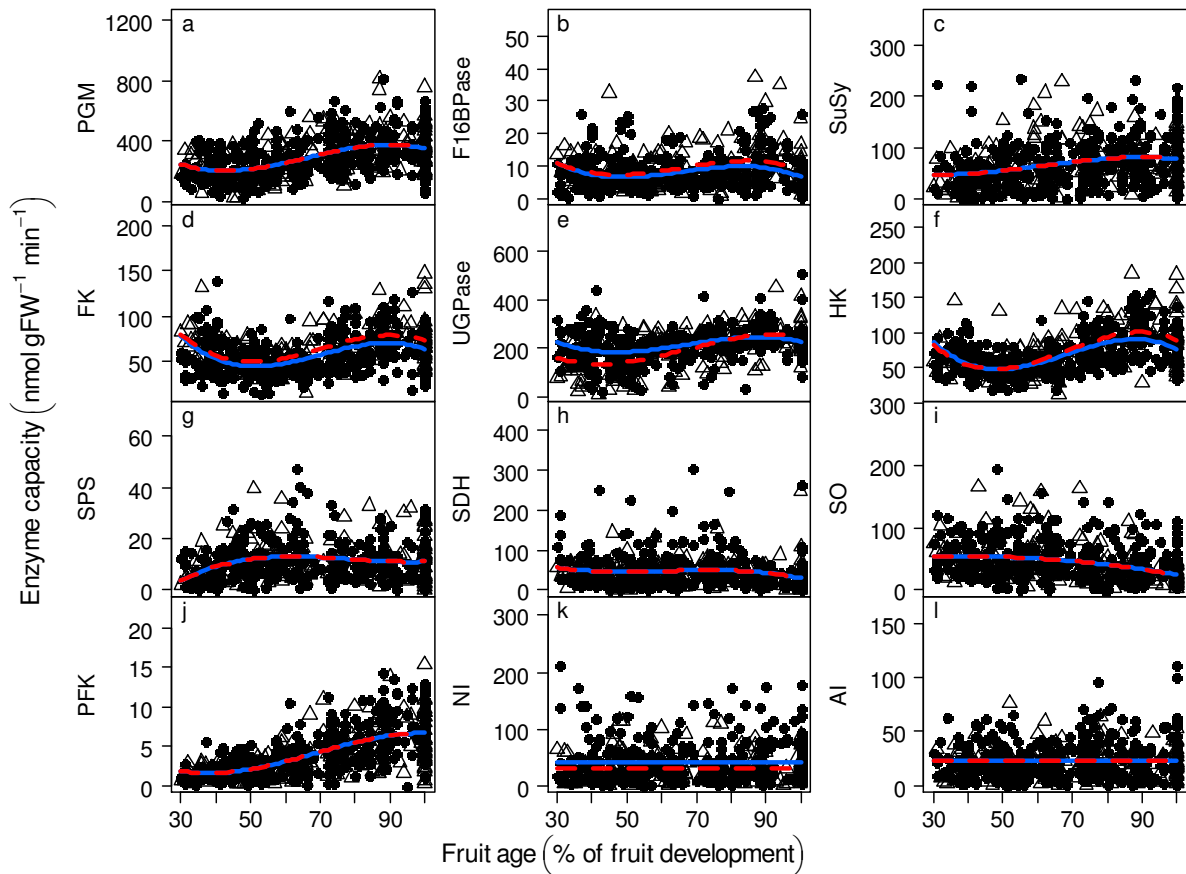 a
1200
800
400
0
PGM
b
50
40
30
20
10
0
F16BPase
c
300
200
100
0
SuSy
d
200
150
100
50
FK
e
600
400
200
0
UGPase
f
250
200
150
100
50
HK
g
60
40
20
0
SPS
h
400
300
200
100
0
SDH
i
300
200
100
0
SO
j
20
15
10
5
0
PFK
k
300
200
100
0
NI
l
150
100
50
0
AI
30 50 70 90
30 50 70 90
30 50 70 90
Enzyme capacity (nmol gFW⁻¹ min⁻¹)
Fruit age (% of fruit development)